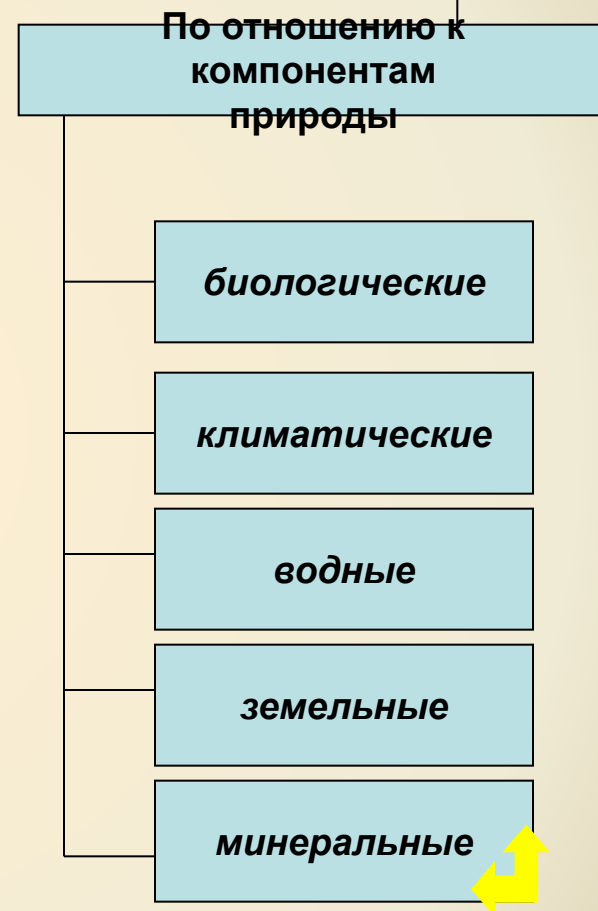 По отношению к
компонентам
природы
биологические
климатические
водные
земельные
минеральные